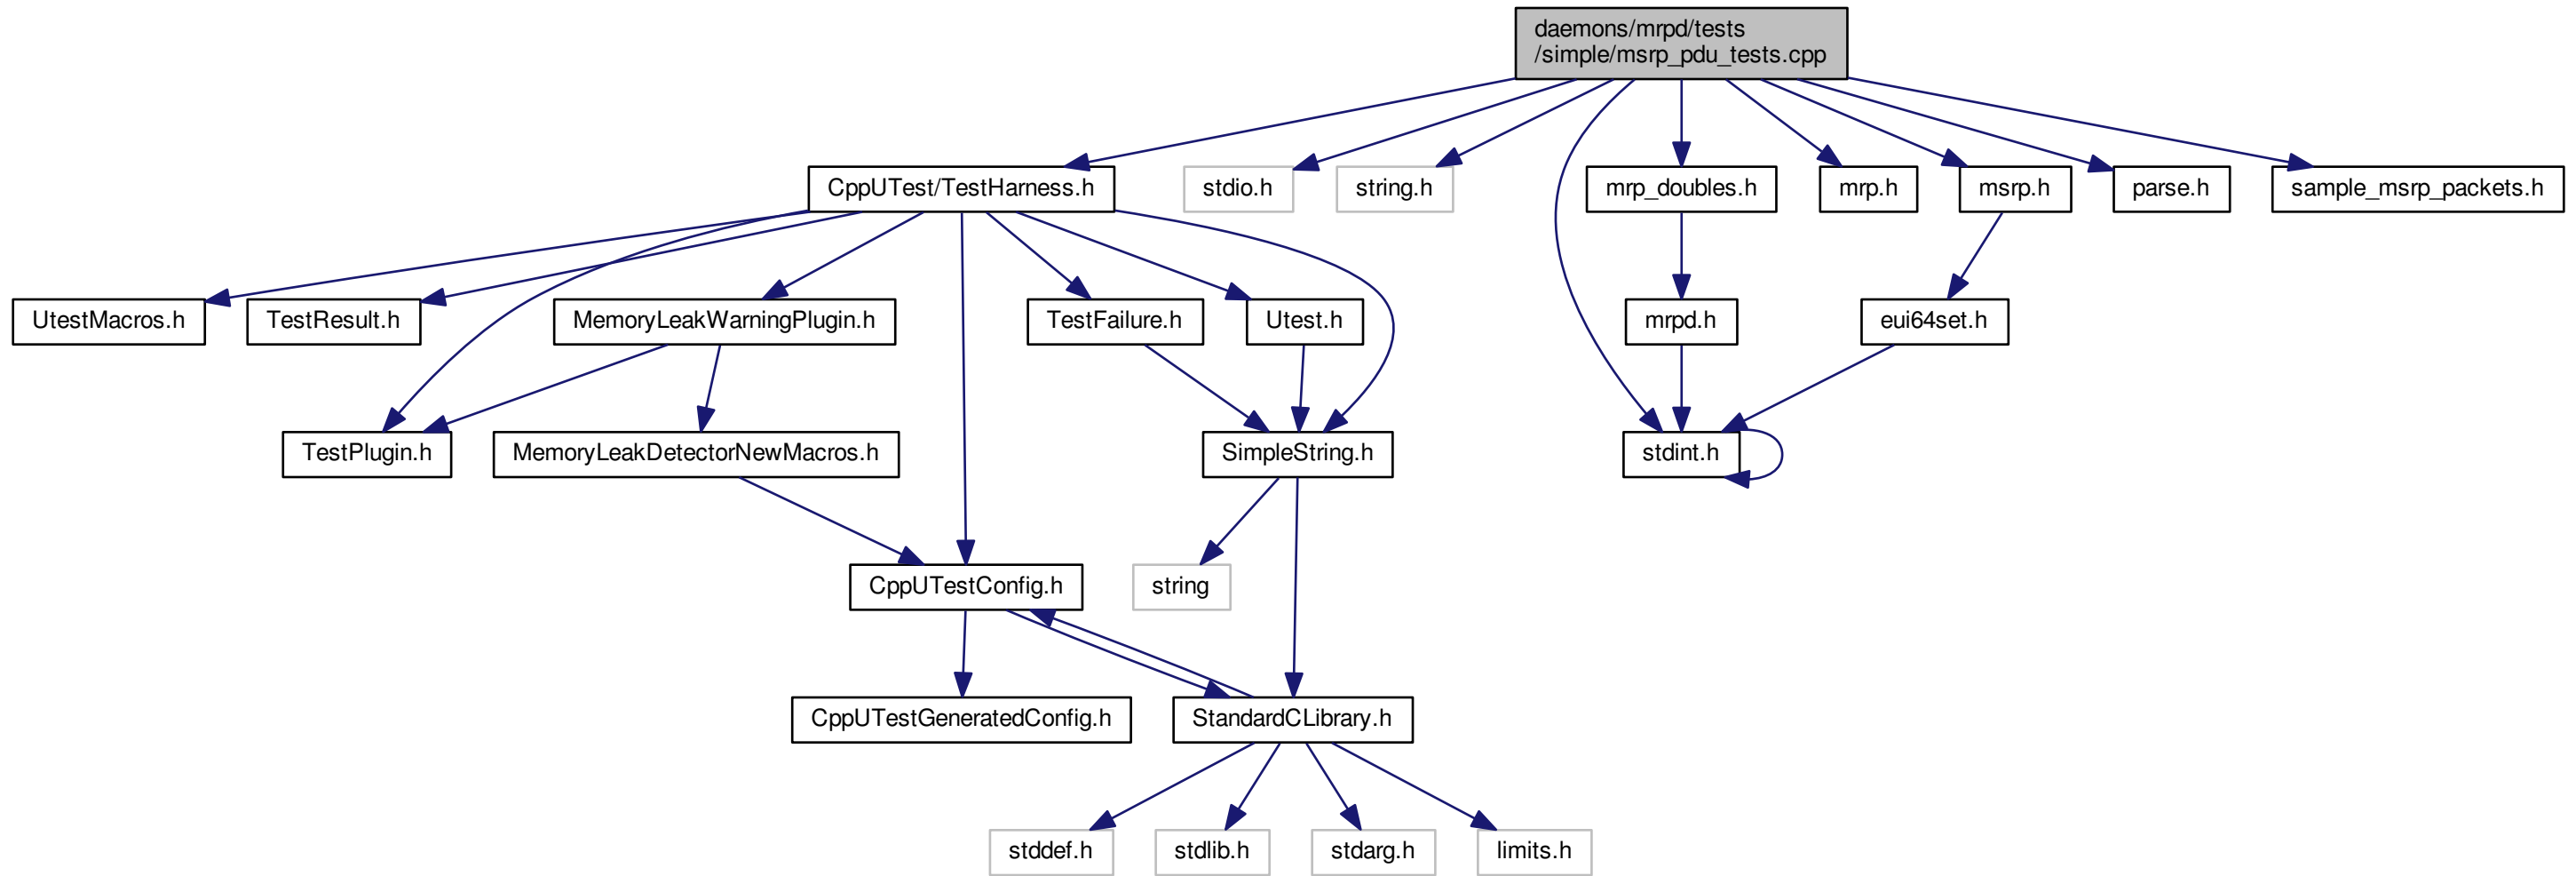 daemons/mrpd/tests
/simple/msrp_pdu_tests.cpp
CppUTest/TestHarness.h
stdio.h
string.h
mrp_doubles.h
mrp.h
msrp.h
parse.h
sample_msrp_packets.h
UtestMacros.h
TestResult.h
MemoryLeakWarningPlugin.h
TestFailure.h
Utest.h
mrpd.h
eui64set.h
TestPlugin.h
MemoryLeakDetectorNewMacros.h
SimpleString.h
stdint.h
CppUTestConfig.h
string
CppUTestGeneratedConfig.h
StandardCLibrary.h
stddef.h
stdlib.h
stdarg.h
limits.h